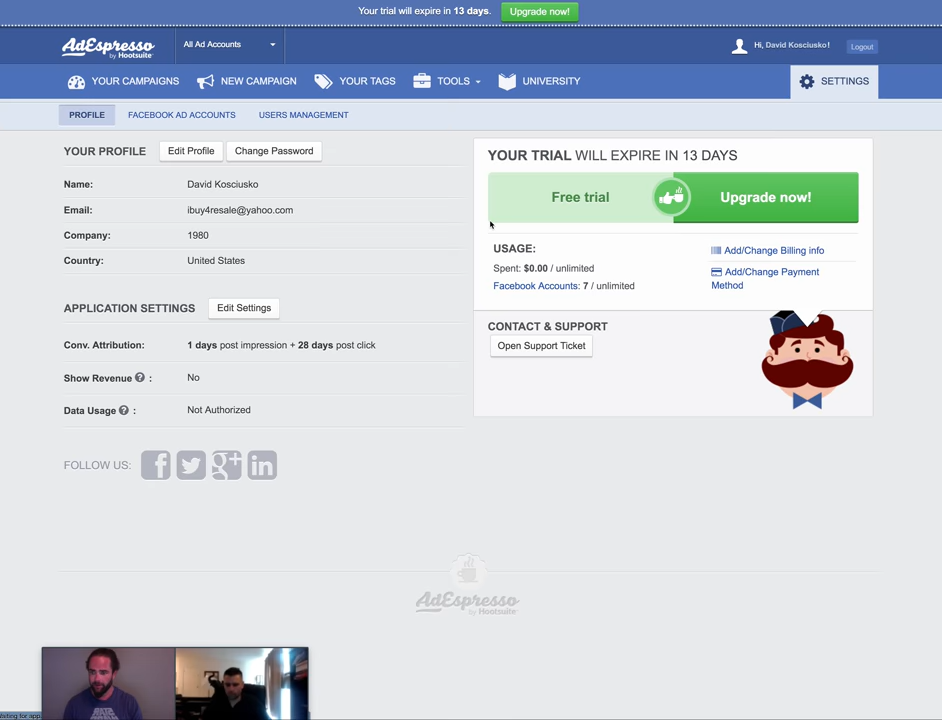 Your trial will expire in 13 days. Upgrade now!
AdEspresso
by Hootsuite
All Ad Accounts
Hi, David Kosciusko!
Logout
YOUR CAMPAIGNS
NEW CAMPAIGN
YOUR TAGS
TOOLS
UNIVERSITY
SETTINGS
PROFILE
FACEBOOK AD ACCOUNTS
USERS MANAGEMENT
YOUR PROFILE
Edit Profile
Change Password
Name: David Kosciusko
Email: ibuy4resale@yahoo.com
Company: 1980
Country: United States
APPLICATION SETTINGS
Edit Settings
Conv. Attribution: 1 days post impression + 28 days post click
Show Revenue ? : No
Data Usage ? : Not Authorized
FOLLOW US:
YOUR TRIAL WILL EXPIRE IN 13 DAYS
Free trial
Upgrade now!
USAGE:
Spent: $0.00 / unlimited
Facebook Accounts: 7 / unlimited
Add/Change Billing info
Add/Change Payment
Method
CONTACT & SUPPORT
Open Support Ticket
AdEspresso
by Hootsuite